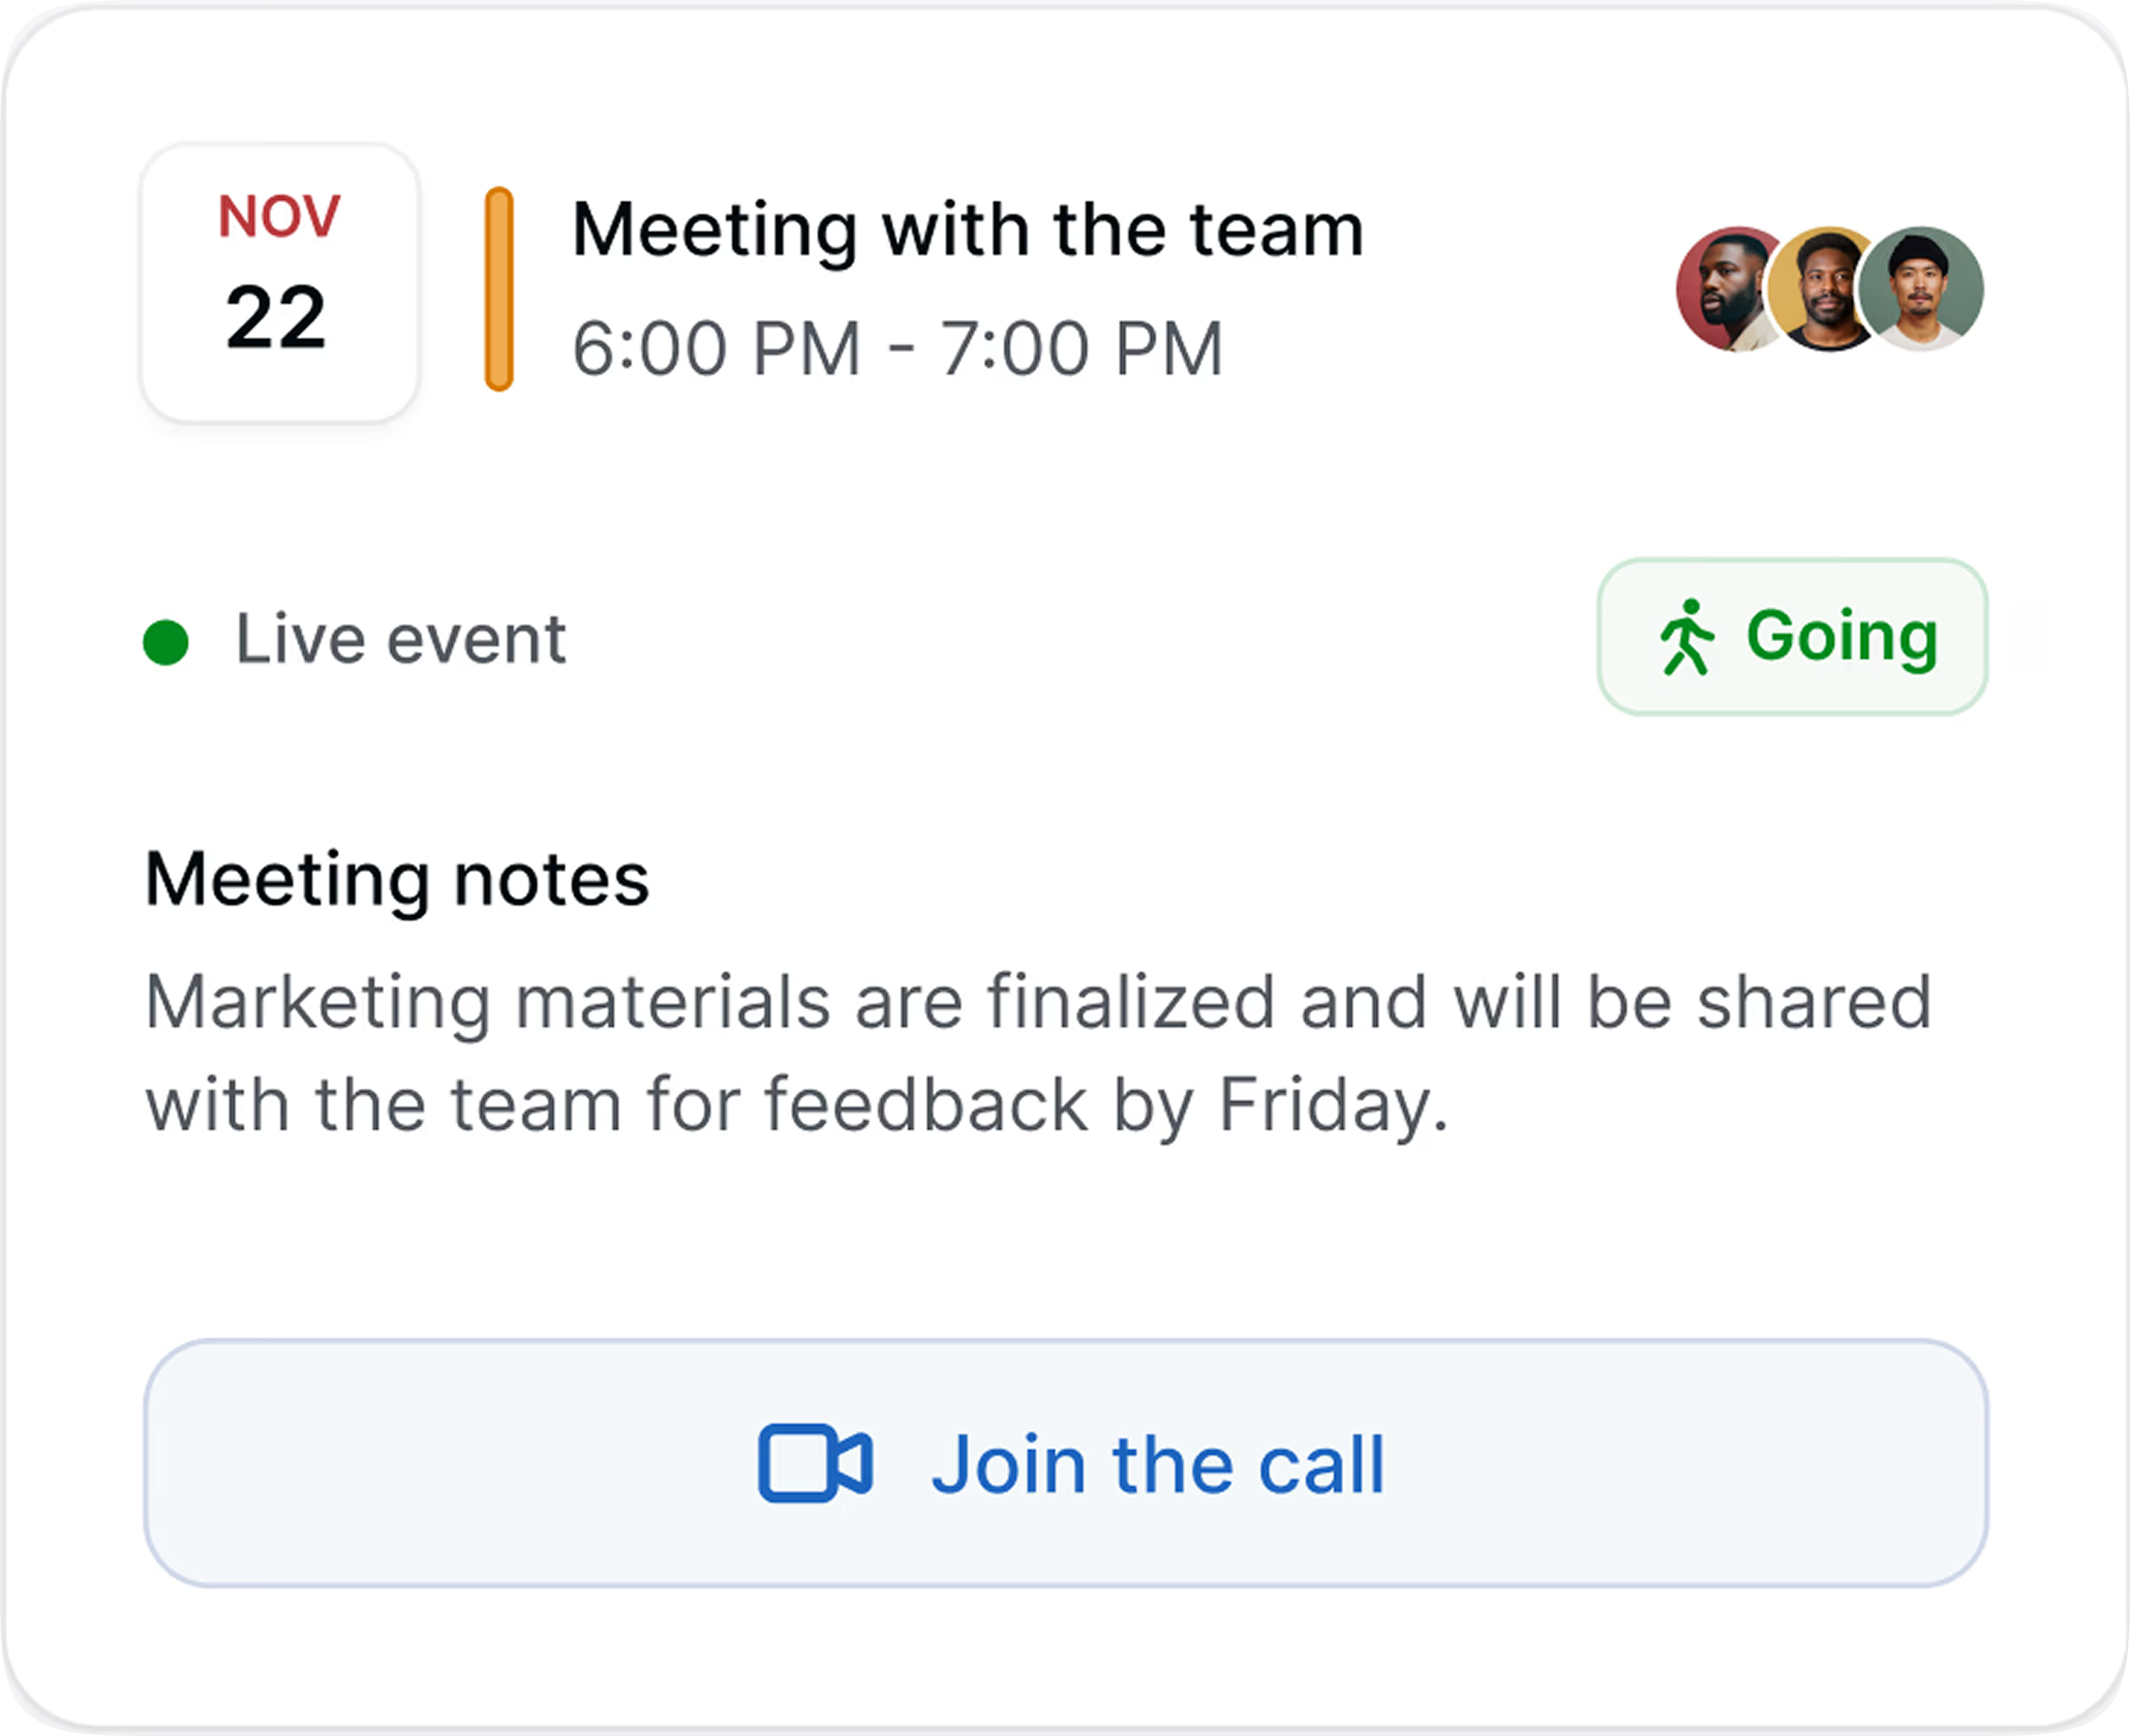 NOV
22
Meeting with the team
6:00 PM - 7:00 PM
Live event
Going
Meeting notes
Marketing materials are finalized and will be shared
with the team for feedback by Friday.
Join the call